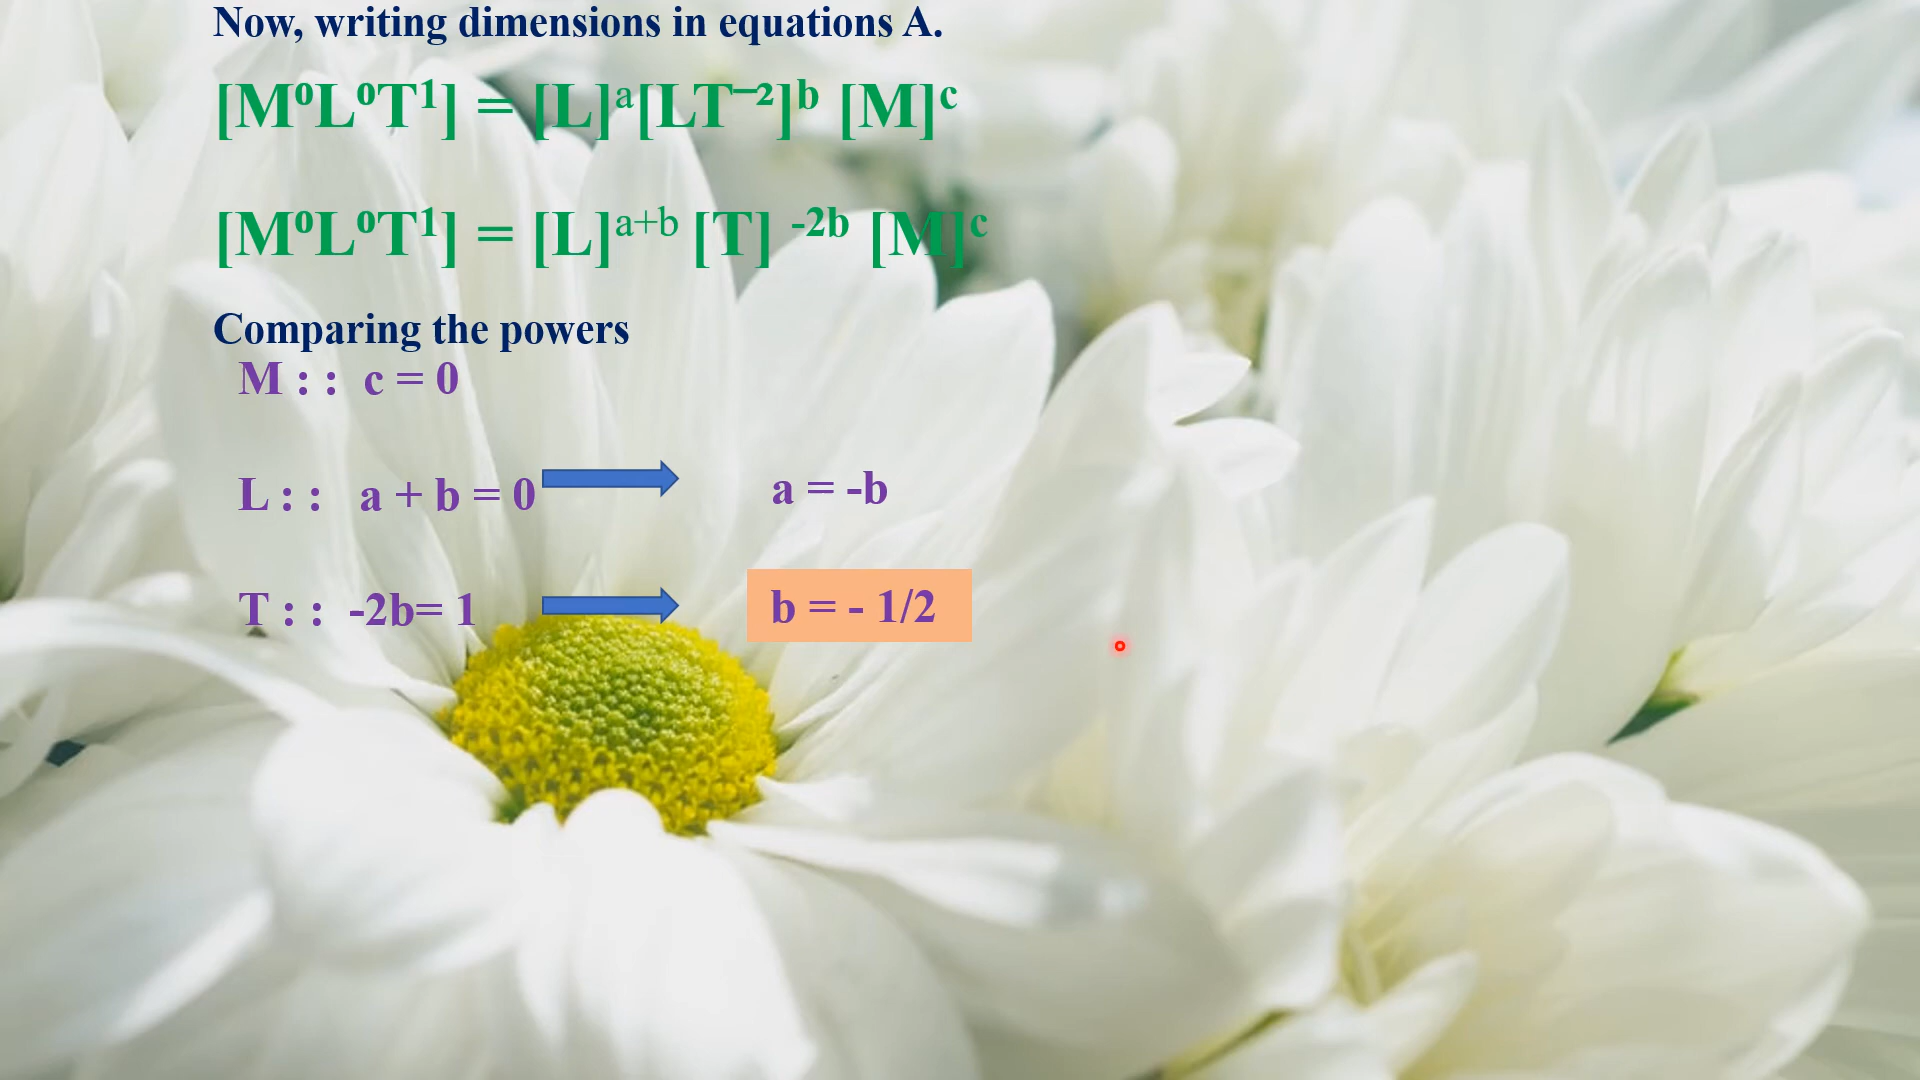 Now, writing dimensions in equations A.
[M⁰L⁰T¹] = [L]ᵃ[LT⁻²]ᵇ [M]ᶜ
[M⁰L⁰T¹] = [L]ᵃ⁺ᵇ [T] ⁻²ᵇ [M]ᶜ
Comparing the powers
M : : c = 0
L : : a + b = 0 a = -b
T : : -2b= 1 b = - 1/2